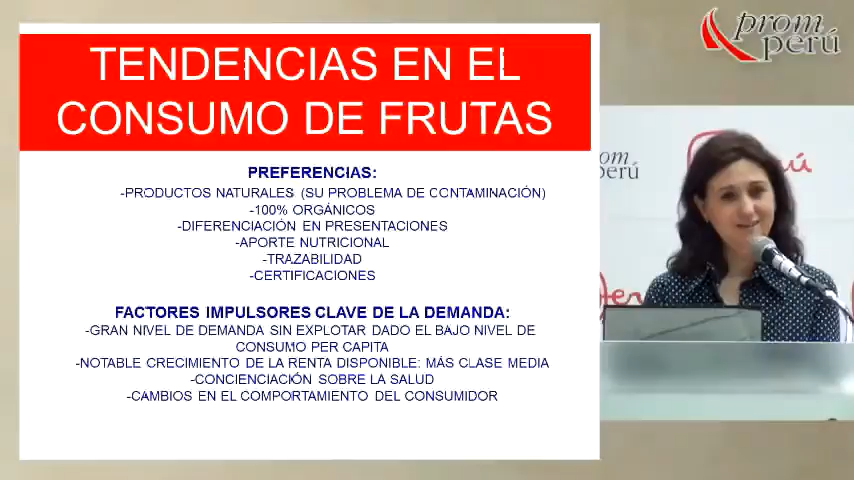 TENDENCIAS EN EL
CONSUMO DE FRUTAS
PREFERENCIAS:
-PRODUCTOS NATURALES (SU PROBLEMA DE CONTAMINACIÓN)
-100% ORGÁNICOS
-DIFERENCIACIÓN EN PRESENTACIONES
-APORTE NUTRICIONAL
-TRAZABILIDAD
-CERTIFICACIONES
FACTORES IMPULSORES CLAVE DE LA DEMANDA:
-GRAN NIVEL DE DEMANDA SIN EXPLOTAR DADO EL BAJO NIVEL DE
CONSUMO PER CAPITA
-NOTABLE CRECIMIENTO DE LA RENTA DISPONIBLE: MÁS CLASE MEDIA
-CONCIENCIACIÓN SOBRE LA SALUD
-CAMBIOS EN EL COMPORTAMIENTO DEL CONSUMIDOR
prom
perú
om
perú